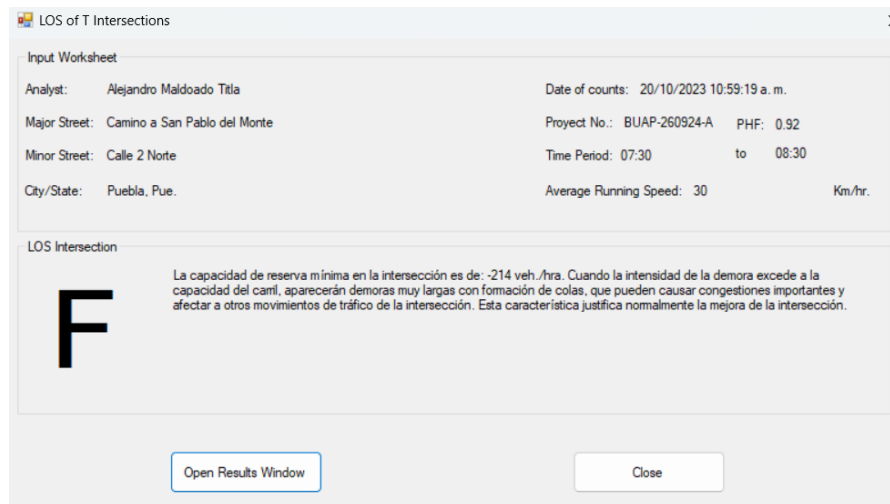 LOS of T Intersections
Input Worksheet
Analyst: Alejandro Maldoado Titla
Date of counts: 20/10/2023 10:59:19 a. m.
Major Street: Camino a San Pablo del Monte
Proyect No.: BUAP-260924-A PHF: 0.92
Minor Street: Calle 2 Norte
Time Period: 07:30 to 08:30
City/State: Puebla, Pue.
Average Running Speed: 30 Km/hr.
LOS Intersection
F
La capacidad de reserva mínima en la intersección es de: -214 veh./hra. Cuando la intensidad de la demora excede a la
capacidad del carril, aparecerán demoras muy largas con formación de colas, que pueden causar congestiones importantes y
afectar a otros movimientos de tráfico de la intersección. Esta característica justifica normalmente la mejora de la intersección.
Open Results Window
Close